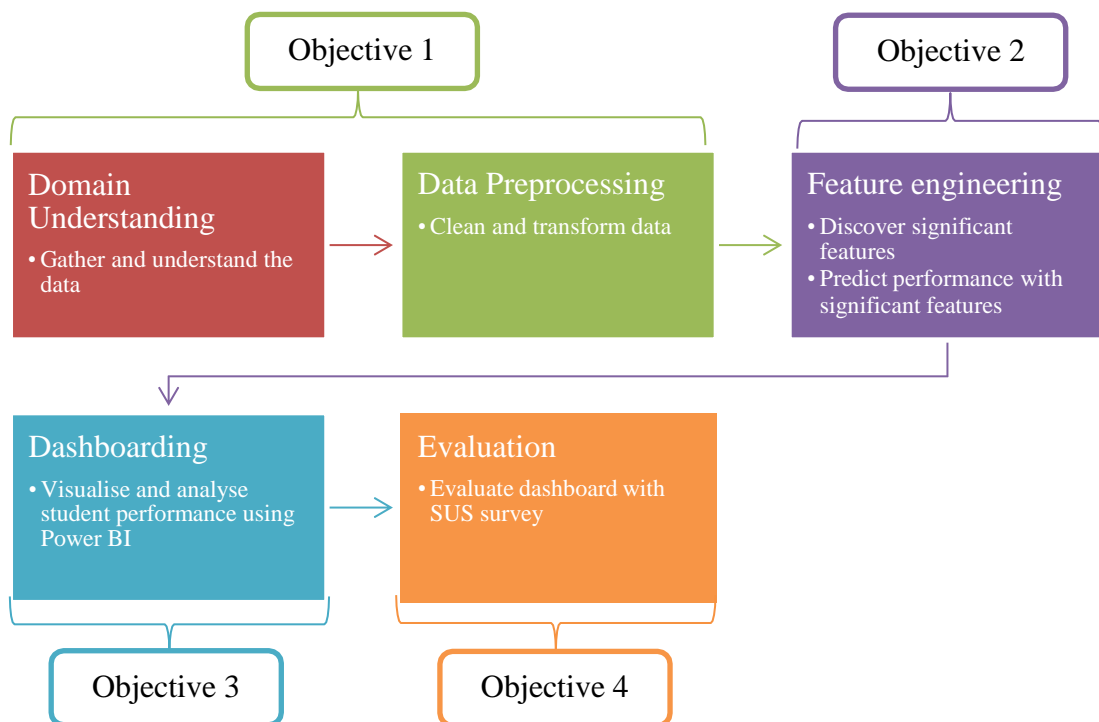 Objective 1
Objective 2
Domain
Understanding
• Gather and understand the
data
Data Preprocessing
• Clean and transform data
Feature engineering
• Discover significant
features
• Predict performance with
significant features
Dashboarding
• Visualise and analyse
student performance using
Power BI
Evaluation
• Evaluate dashboard with
SUS survey
Objective 3
Objective 4